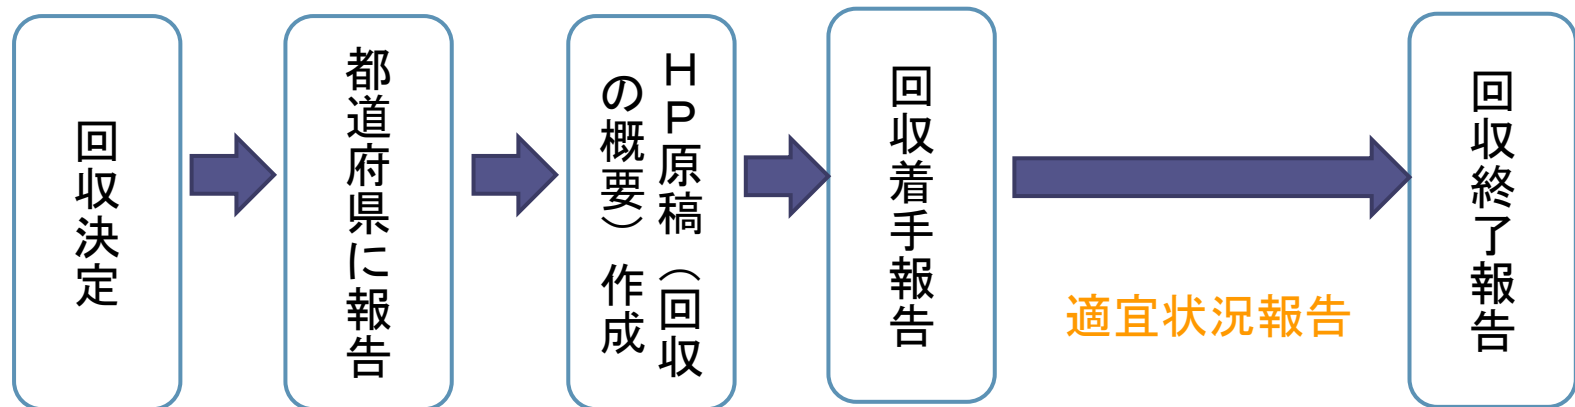 回収決定
都道府県に報告
ＨＰ原稿（回収
の概要）作成
回収着手報告
適宜状況報告
回収終了報告